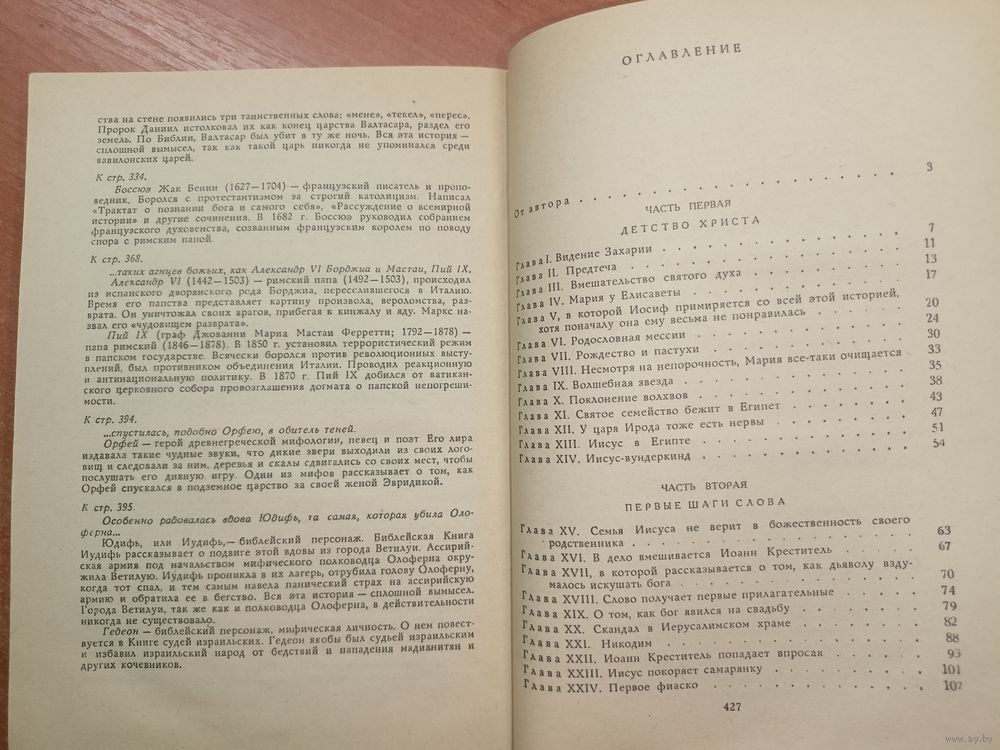 ства на стене появились три таинственных слова: «мене», «текел», «перес».
Пророк Даниил истолковал их как конец царства Валтасара, раздел его
земель. По Библии, Валтасар был убит в ту же ночь. Вся эта история —
сплошной вымысел, так как такой царь никогда не упоминался среди
вавилонских царей.
К стр. 334.
Боссюэ Жак Бенин (1627—1704) — французский писатель и пропо-
ведник. Боролся с протестантизмом за строгий католицизм. Написал
«Трактат о познании бога и самого себя», «Рассуждение о всемирной
истории» и другие сочинения. В 1682 г. Боссюэ руководил собранием
французского духовенства, созванным французским королем по поводу
спора с римским папой.
К стр. 368.
...таких агнцев божьих, как Александр VI Борджиа и Мастаи, Пий IX.
Александр VI (1442—1503) — римский папа (1492—1503), происходил
из испанского дворянского рода Борджиа, переселившегося в Италию.
Время его папства представляет картину произвола, вероломства, раз-
врата. Он уничтожал своих врагов, прибегая к кинжалу и яду. Маркс на-
звал его «чудовищем разврата».
Пий IX (граф Джованни Мариа Мастаи Ферретти; 1792—1878) —
папа римский (1846—1878). В 1850 г. установил террористический режим
в папском государстве. Всячески боролся против революционных высту-
плений, был противником объединения Италии. Проводил реакционную
и антинациональную политику. В 1870 г. Пий IX добился от ватикан-
ского церковного собора провозглашения догмата о папской непогреши-
мости.
К стр. 394.
...спустилась, подобно Орфею, в обитель теней.
Орфей — герой древнегреческой мифологии, певец и поэт. Его лира
издавала такие чудные звуки, что дикие звери выходили из своих лого-
вищ и следовали за ним, деревья и скалы сдвигались со своих мест, чтобы
послушать его дивную игру. Один из мифов рассказывает о том, как
Орфей спускался в подземное царство за своей женой Эвридикой.
К стр. 395.
Особенно радовалась вдова Юдифь, та самая, которая убила Оло-
ферна...
Юдифь, или Иудифь,— библейский персонаж. Библейская Книга
Иудифь рассказывает о подвиге этой вдовы из города Ветилуи. Ассирий-
ская армия под начальством мифического полководца Олоферна окру-
жила Ветилую. Иудифь проникла в их лагерь, отрубила голову Олоферну,
когда тот спал, и тем самым навела панический страх на ассирийскую
армию и обратила ее в бегство. Вся эта история — сплошной вымысел.
Города Ветилуи, так же как и полководца Олоферна, в действительности
никогда не существовало.
Гедеон — библейский персонаж, мифическая личность. О нем повест-
вуется в Книге судей израильских. Гедеон якобы был судьей израильским
и избавил израильский народ от бедствий и нападения мадианитян и
других кочевников.
ОГЛАВЛЕНИЕ
От автора . . . . . . . . . . . . . . 3
ЧАСТЬ ПЕРВАЯ
ДЕТСТВО ХРИСТА
Глава I. Видение Захарии . . . . . . . . . . 7
Глава II. Предтеча . . . . . . . . . . . 11
Глава III. Вмешательство святого духа . . . . . . 13
Глава IV. Мария у Елисаветы . . . . . . . . . 17
Глава V, в которой Иосиф примиряется со всей этой историей,
хотя поначалу она ему весьма не понравилась . . . . 20
Глава VI. Родословная мессии . . . . . . . . 24
Глава VII. Рождество и пастухи . . . . . . . . 30
Глава VIII. Несмотря на непорочность, Мария все-таки очищается 33
Глава IX. Волшебная звезда . . . . . . . . . 35
Глава X. Поклонение волхвов . . . . . . . . . 38
Глава XI. Святое семейство бежит в Египет . . . . . 43
Глава XII. У царя Ирода тоже есть нервы . . . . . 47
Глава XIII. Иисус в Египте . . . . . . . . . 51
Глава XIV. Иисус-вундеркинд . . . . . . . . . 54
ЧАСТЬ ВТОРАЯ
ПЕРВЫЕ ШАГИ СЛОВА
Глава XV. Семья Иисуса не верит в божественность своего
родственника . . . . . . . . . . . . 63
Глава XVI. В дело вмешивается Иоанн Креститель . . . 67
Глава XVII, в которой рассказывается о том, как дьяволу взду-
малось искушать бога . . . . . . . . . . 70
Глава XVIII. Слово получает первые прилагательные . . . 74
Глава XIX. О том, как бог явился на свадьбу . . . . 79
Глава XX. Скандал в Иерусалимском храме . . . . . 82
Глава XXI. Никодим . . . . . . . . . . . 88
Глава XXII. Иоанн Креститель попадает впросак . . . . 93
Глава XXIII. Иисус покоряет самарянку . . . . . . 101
Глава XXIV. Первое фиаско . . . . . . . . . 107
427
www.ay.by